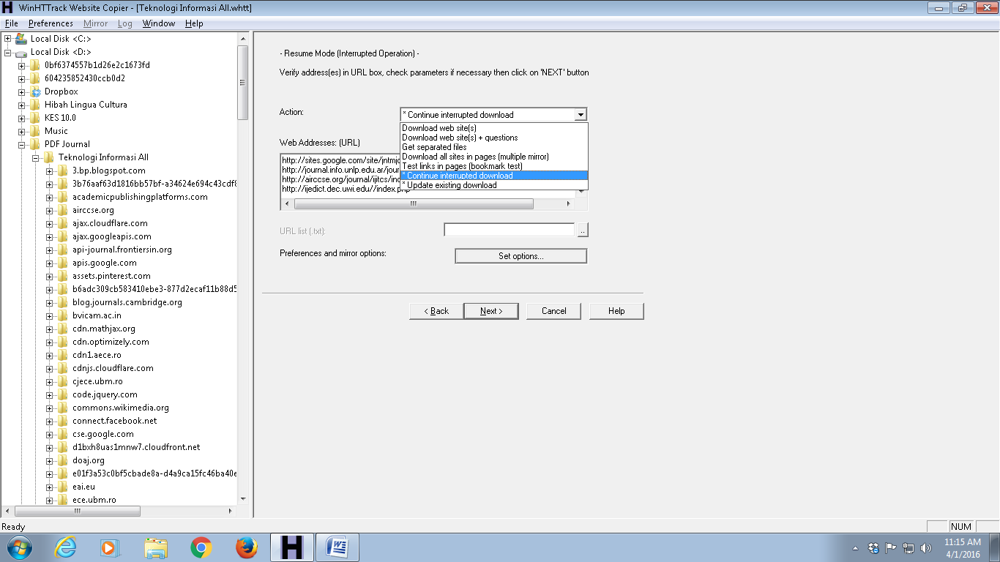 WinHTTrack Website Copier - [Teknologi Informasi All.whtt]
File Preferences Mirror Log Window Help
Local Disk <C:>
Local Disk <D:>
0bf6374557b1d26e2c1673fd
604235852430ccb0d2
Dropbox
Hibah Lingua Cultura
KES 10.0
Music
PDF Journal
Teknologi Informasi All
3.bp.blogspot.com
3b76aaf63d1816bb57bf-a34624e694c43cdf8
academicpublishingplatforms.com
airccse.org
ajax.cloudflare.com
ajax.googleapis.com
api-journal.frontiersin.org
apis.google.com
assets.pinterest.com
b6adc309cb583410ebe3-877d2ecaf11b88d5
blog.journals.cambridge.org
bvicam.ac.in
cdn.mathjax.org
cdn.optimizely.com
cdn1.aece.ro
cdnjs.cloudflare.com
cjece.ubm.ro
code.jquery.com
commons.wikimedia.org
connect.facebook.net
cse.google.com
d1bxh8uas1mnw7.cloudfront.net
doaj.org
e01f3a53c0bf5cbade8a-d4a9ca15fc46ba40e
eai.eu
ece.ubm.ro
- Resume Mode (Interrupted Operation) -
Verify address(es) in URL box, check parameters if necessary then click on 'NEXT' button
Action:
* Continue interrupted download
Download web site(s)
Download web site(s) + questions
Get separated files
Download all sites in pages (multiple mirror)
Test links in pages (bookmark test)
* Continue interrupted download
* Update existing download
Web Addresses: (URL)
http://sites.google.com/site/jntmjo
http://journal.info.unlp.edu.ar/jour
http://airccse.org/journal/ijitcs/ind
http://ijedict.dec.uwi.edu//index.php
URL list (.txt):
..
Preferences and mirror options:
Set options...
< Back Next > Cancel Help
Ready
NUM
11:15 AM
4/1/2016